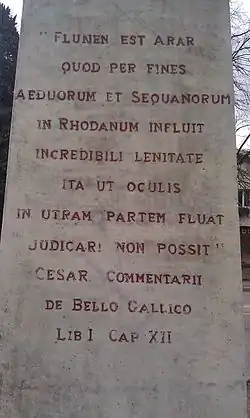 "Flunen est Arar
quod per fines
Aeduorum et Sequanorum
in Rhodanum influit
incredibili lenitate
ita ut oculis
in utram partem fluat
judicari non possit"
Cesar Commentarii
de Bello Gallico
Lib I Cap XII